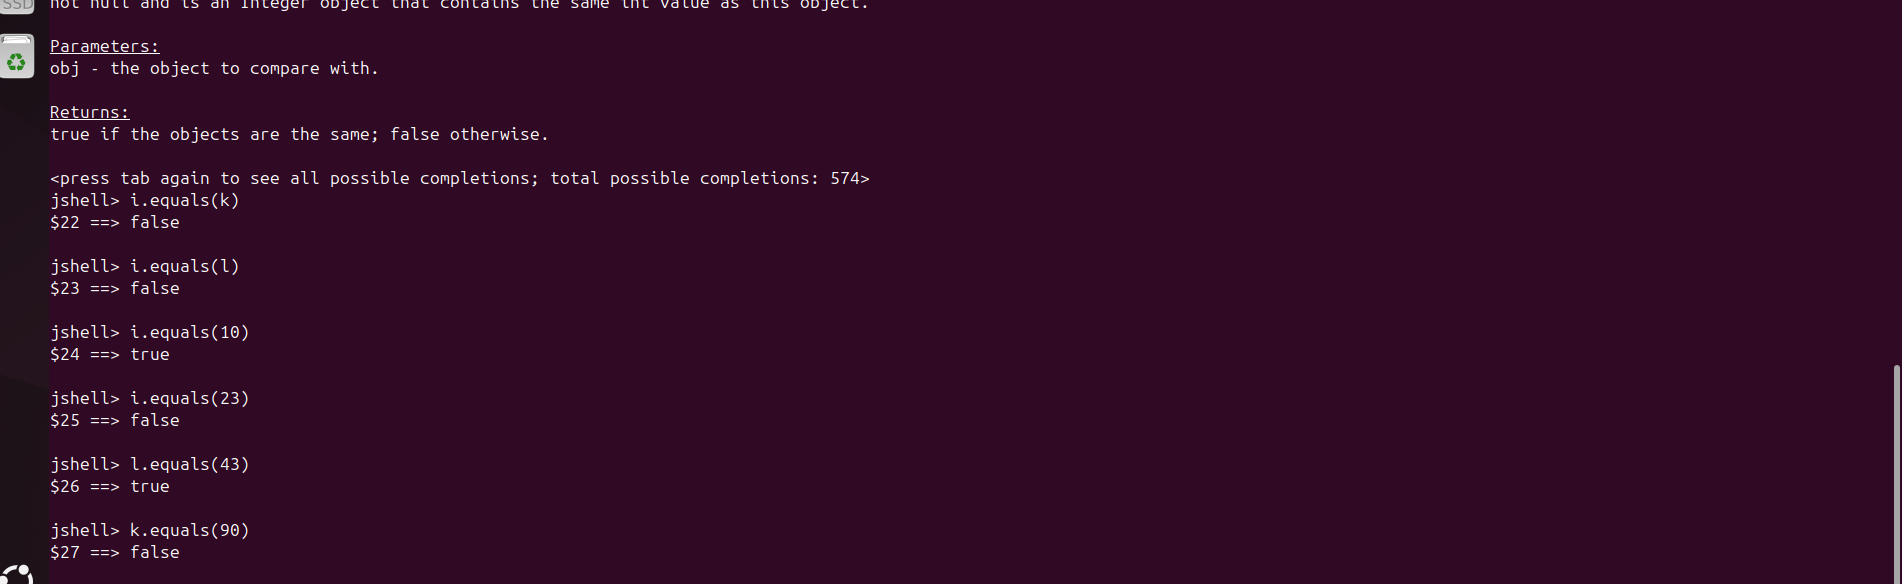 SSD
not null and is an Integer object that contains the same int value as this object.
Parameters:
obj - the object to compare with.
Returns:
true if the objects are the same; false otherwise.
<press tab again to see all possible completions; total possible completions: 574>
jshell> i.equals(k)
$22 ==> false
jshell> i.equals(l)
$23 ==> false
jshell> i.equals(10)
$24 ==> true
jshell> i.equals(23)
$25 ==> false
jshell> l.equals(43)
$26 ==> true
jshell> k.equals(90)
$27 ==> false